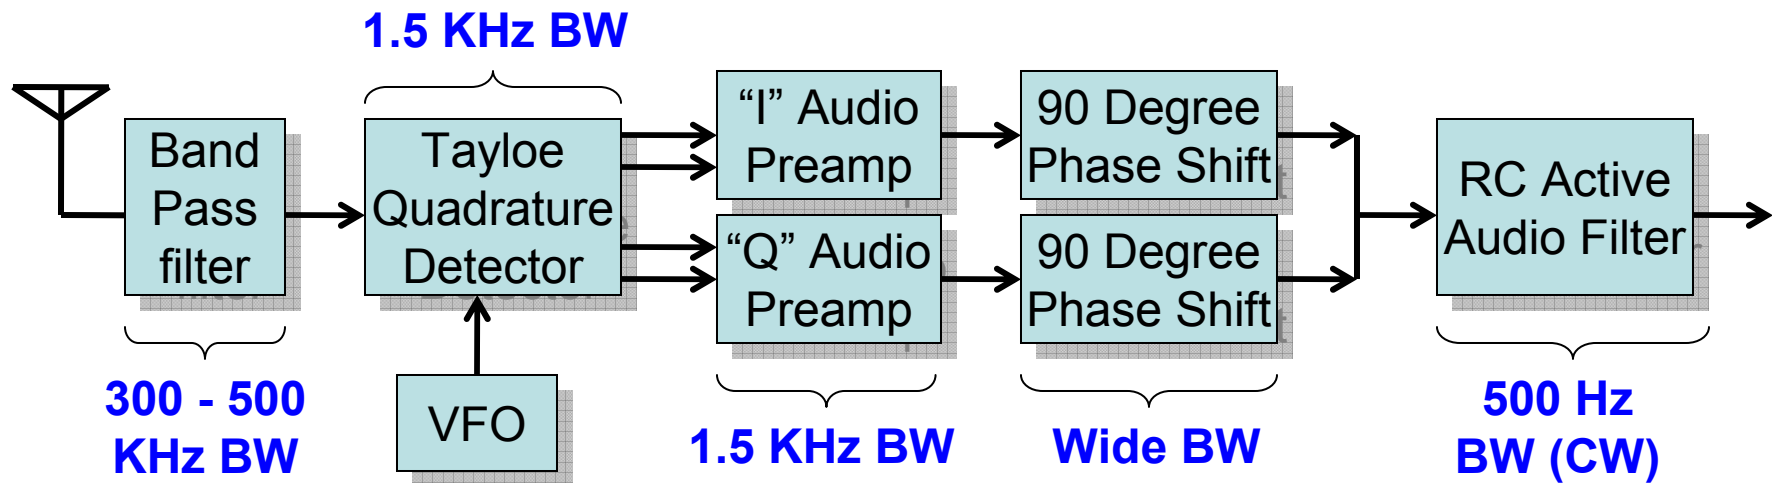 1.5 KHz BW
Band
Pass
filter
Tayloe
Quadrature
Detector
“I” Audio
Preamp
90 Degree
Phase Shift
“Q” Audio
Preamp
90 Degree
Phase Shift
RC Active
Audio Filter
VFO
300 - 500
KHz BW
1.5 KHz BW
Wide BW
500 Hz
BW (CW)